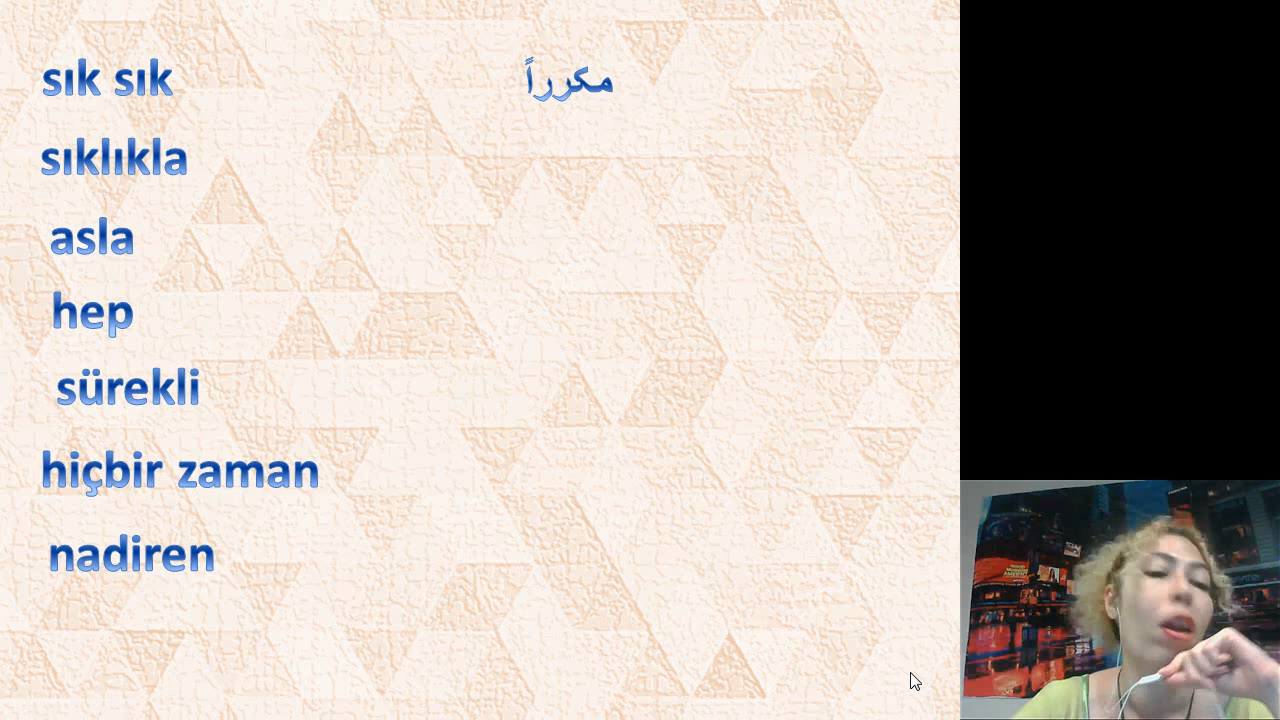 sık sık مكرراً
sıklıkla
asla
hep
sürekli
hiçbir zaman
nadiren